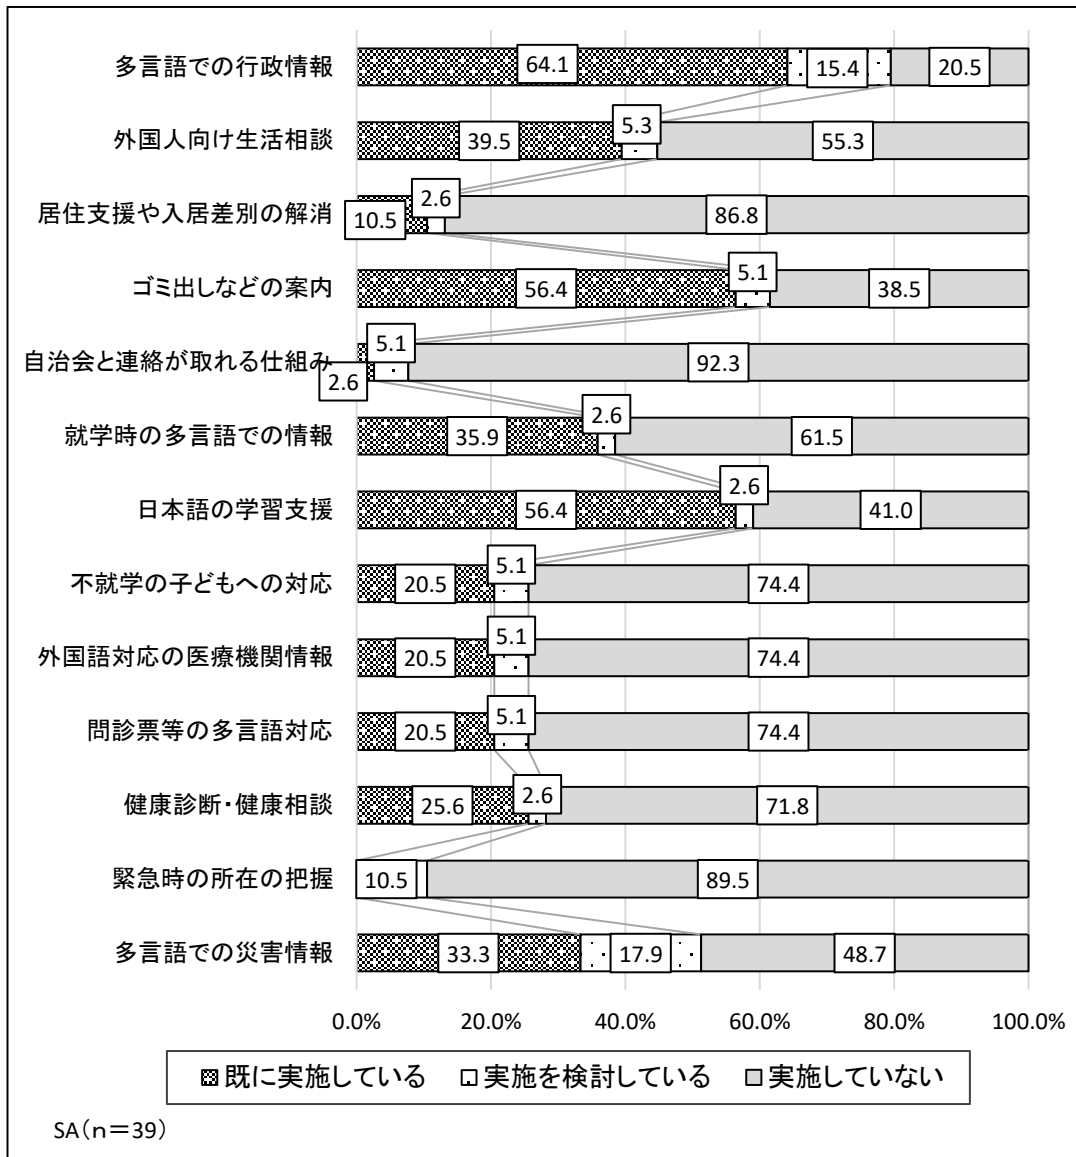 多言語での行政情報 64.1 15.4 20.5
外国人向け生活相談 39.5 5.3 55.3
居住支援や入居差別の解消 10.5 2.6 86.8
ゴミ出しなどの案内 56.4 5.1 38.5
自治会と連絡が取れる仕組み 2.6 5.1 92.3
就学時の多言語での情報 35.9 2.6 61.5
日本語の学習支援 56.4 2.6 41.0
不就学の子どもへの対応 20.5 5.1 74.4
外国語対応の医療機関情報 20.5 5.1 74.4
問診票等の多言語対応 20.5 5.1 74.4
健康診断・健康相談 25.6 2.6 71.8
緊急時の所在の把握 10.5 89.5
多言語での災害情報 33.3 17.9 48.7
0.0% 20.0% 40.0% 60.0% 80.0% 100.0%
既に実施している 実施を検討している 実施していない
SA(n=39)